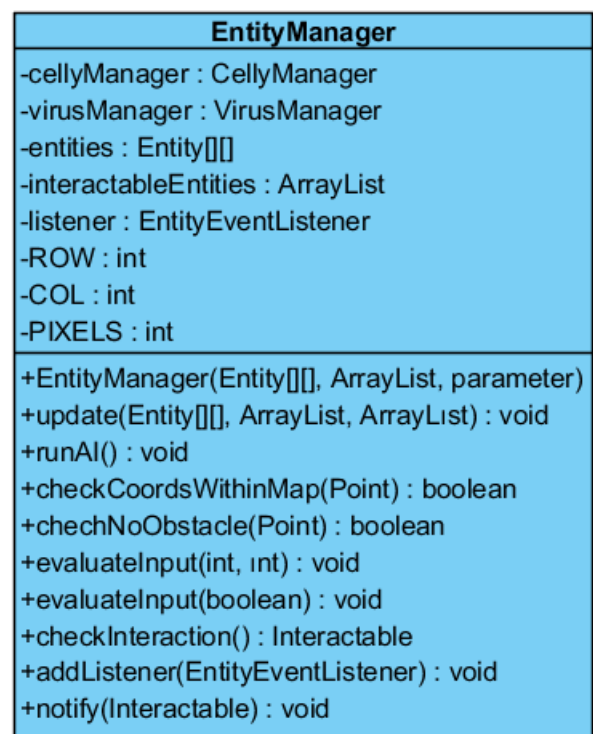 EntityManager
-cellyManager : CellyManager
-virusManager : VirusManager
-entities : Entity[][]
-interactableEntities : ArrayList
-listener : EntityEventListener
-ROW : int
-COL : int
-PIXELS : int
+EntityManager(Entity[][], ArrayList, parameter)
+update(Entity[][], ArrayList, ArrayLıst) : void
+runAI() : void
+checkCoordsWithinMap(Point) : boolean
+chechNoObstacle(Point) : boolean
+evaluateInput(int, ınt) : void
+evaluateInput(boolean) : void
+checkInteraction() : Interactable
+addListener(EntityEventListener) : void
+notify(Interactable) : void